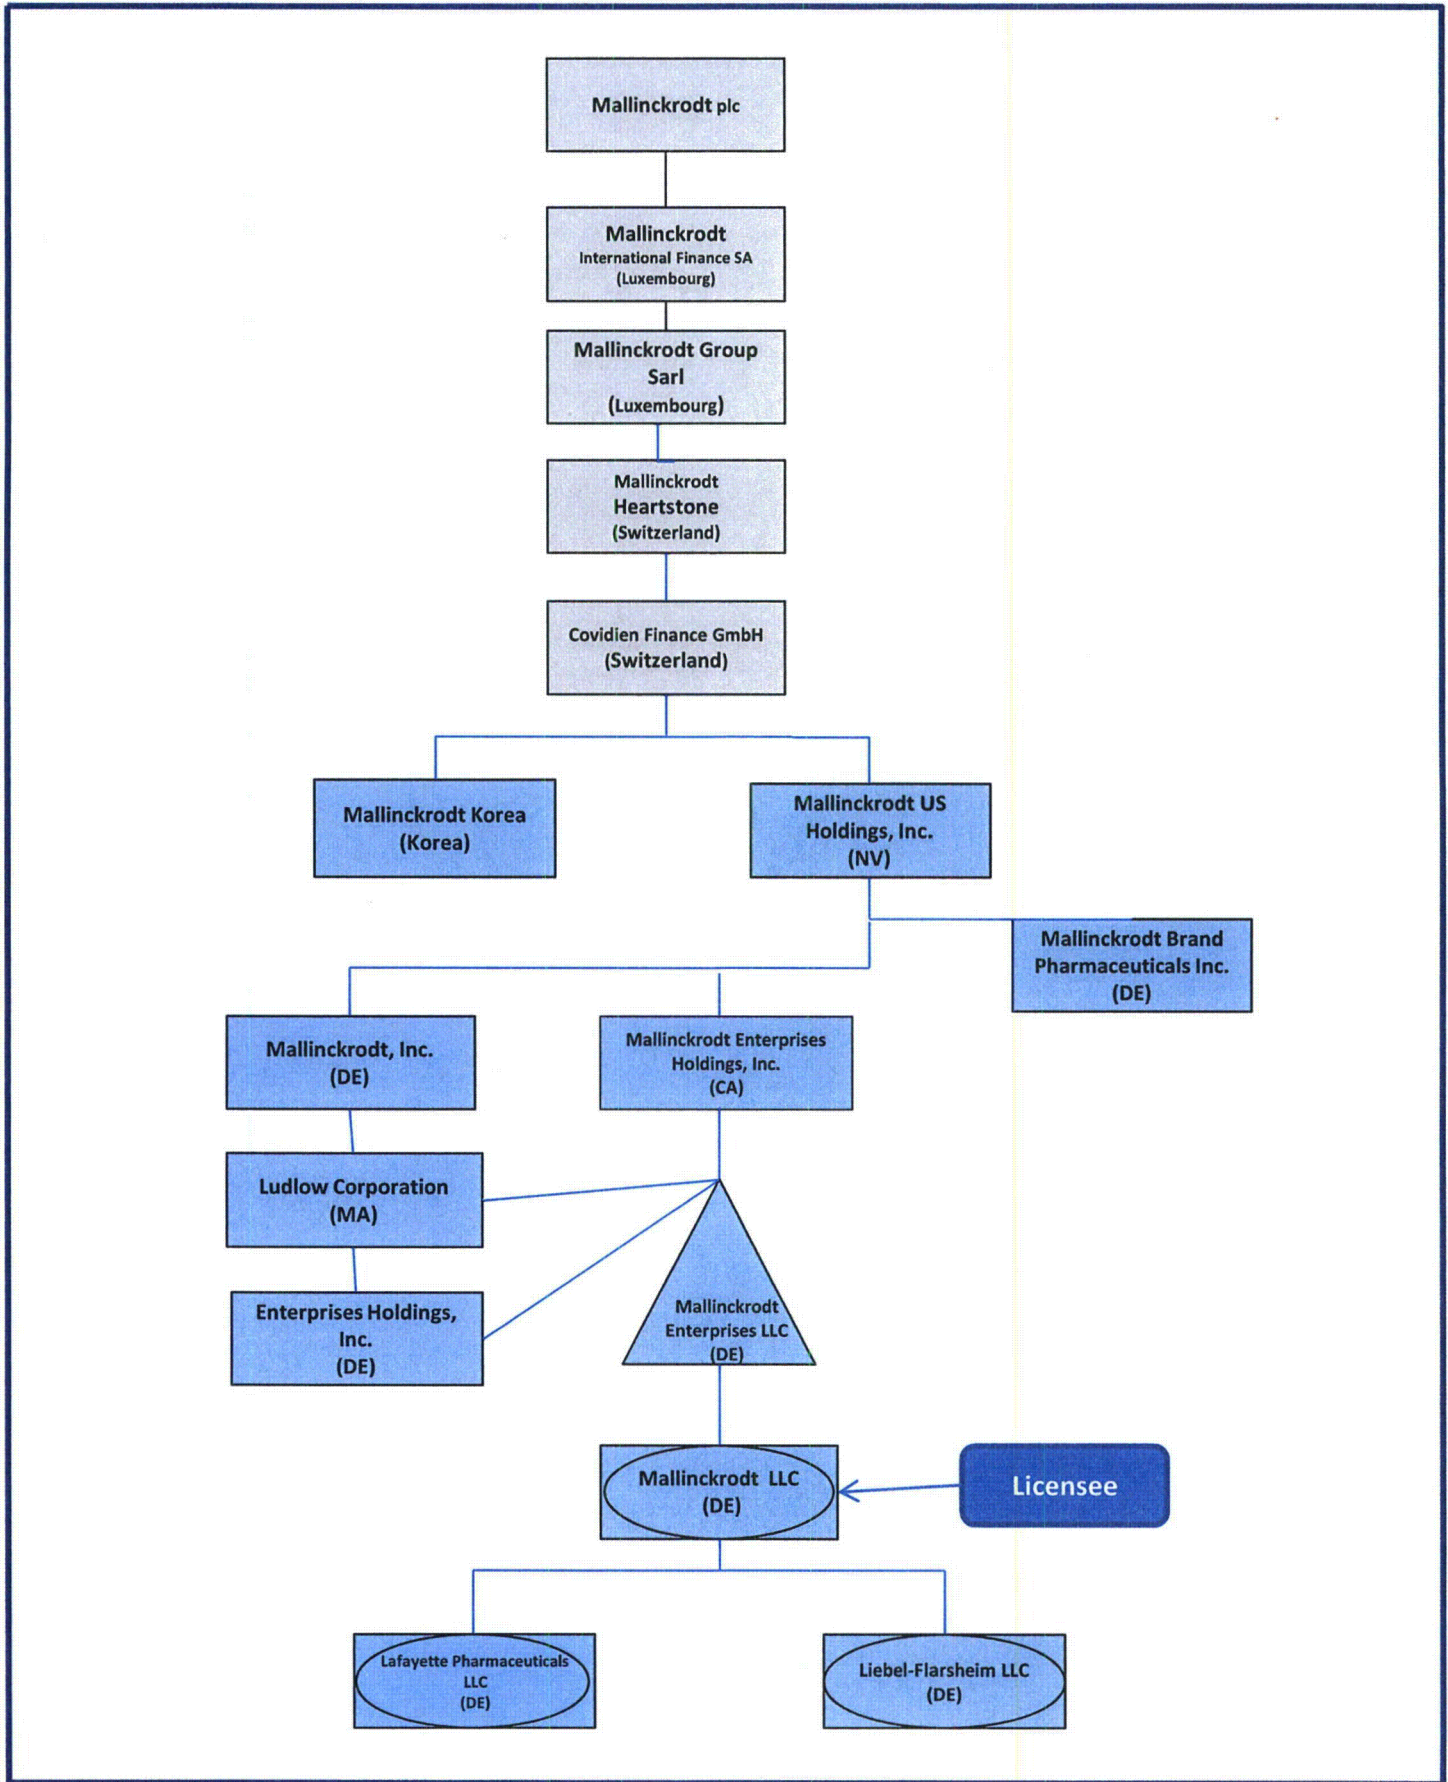 Mallinckrodt plc
Mallinckrodt
International Finance SA
(Luxembourg)
Mallinckrodt Group
Sarl
(Luxembourg)
Mallinckrodt
Heartstone
(Switzerland)
Covidien Finance GmbH
(Switzerland)
Mallinckrodt Korea
(Korea)
Mallinckrodt US
Holdings, Inc.
(NV)
Mallinckrodt Brand
Pharmaceuticals Inc.
(DE)
Mallinckrodt, Inc.
(DE)
Mallinckrodt Enterprises
Holdings, Inc.
(CA)
Ludlow Corporation
(MA)
Enterprises Holdings,
Inc.
(DE)
Mallinckrodt
Enterprises LLC
(DE)
Mallinckrodt LLC
(DE)
Licensee
Lafayette Pharmaceuticals
LLC
(DE)
Liebel-Flarsheim LLC
(DE)